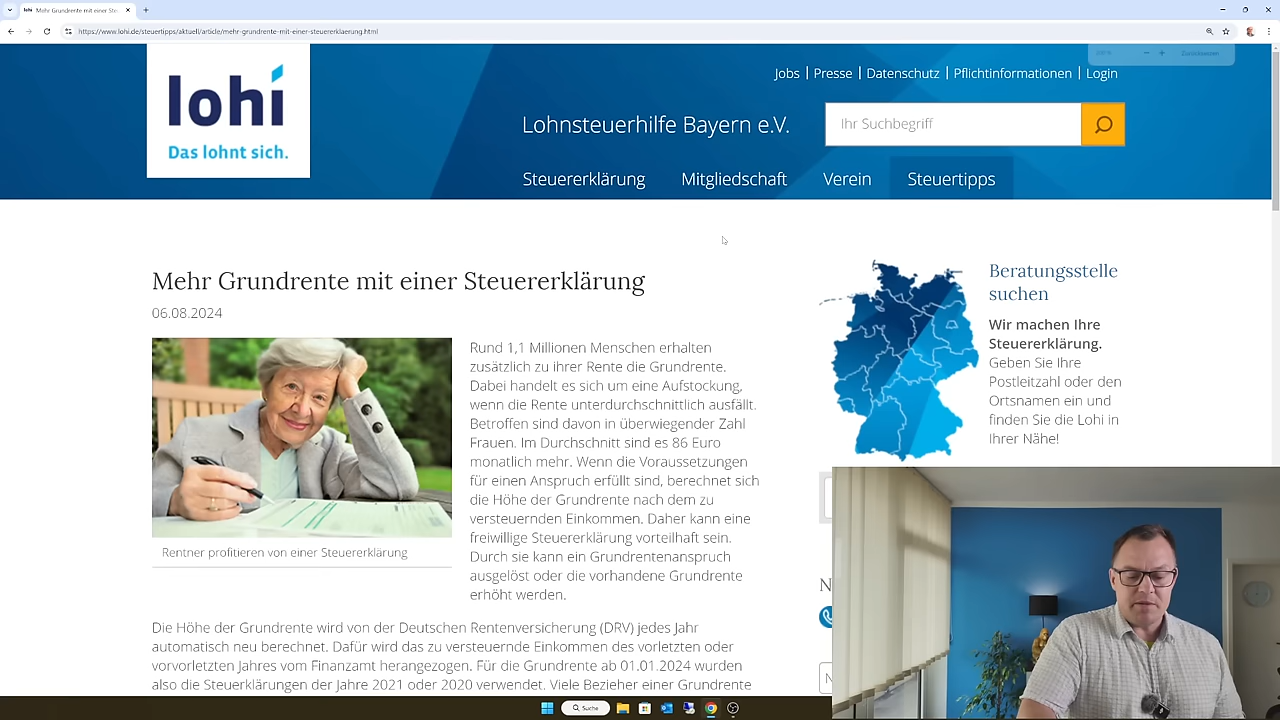 Mehr Grundrente mit einer Steu
https://www.lohi.de/steuertipps/aktuell/article/mehr-grundrente-mit-einer-steuererklaerung.html
lohi
Das lohnt sich.
Jobs | Presse | Datenschutz | Pflichtinformationen | Login
Lohnsteuerhilfe Bayern e.V.
Ihr Suchbegriff
Steuererklärung Mitgliedschaft Verein Steuertipps
Mehr Grundrente mit einer Steuererklärung
06.08.2024
Rentner profitieren von einer Steuererklärung
Rund 1,1 Millionen Menschen erhalten
zusätzlich zu ihrer Rente die Grundrente.
Dabei handelt es sich um eine Aufstockung,
wenn die Rente unterdurchschnittlich ausfällt.
Betroffen sind davon in überwiegender Zahl
Frauen. Im Durchschnitt sind es 86 Euro
monatlich mehr. Wenn die Voraussetzungen
für einen Anspruch erfüllt sind, berechnet sich
die Höhe der Grundrente nach dem zu
versteuernden Einkommen. Daher kann eine
freiwillige Steuererklärung vorteilhaft sein.
Durch sie kann ein Grundrentenanspruch
ausgelöst oder die vorhandene Grundrente
erhöht werden.
Die Höhe der Grundrente wird von der Deutschen Rentenversicherung (DRV) jedes Jahr
automatisch neu berechnet. Dafür wird das zu versteuernde Einkommen des vorletzten oder
vorvorletzten Jahres vom Finanzamt herangezogen. Für die Grundrente ab 01.01.2024 wurden
also die Steuererklärungen der Jahre 2021 oder 2020 verwendet. Viele Bezieher einer Grundrente
Beratungsstelle
suchen
Wir machen Ihre
Steuererklärung.
Geben Sie Ihre
Postleitzahl oder den
Ortsnamen ein und
finden Sie die Lohi in
Ihrer Nähe!
N
N
Suche